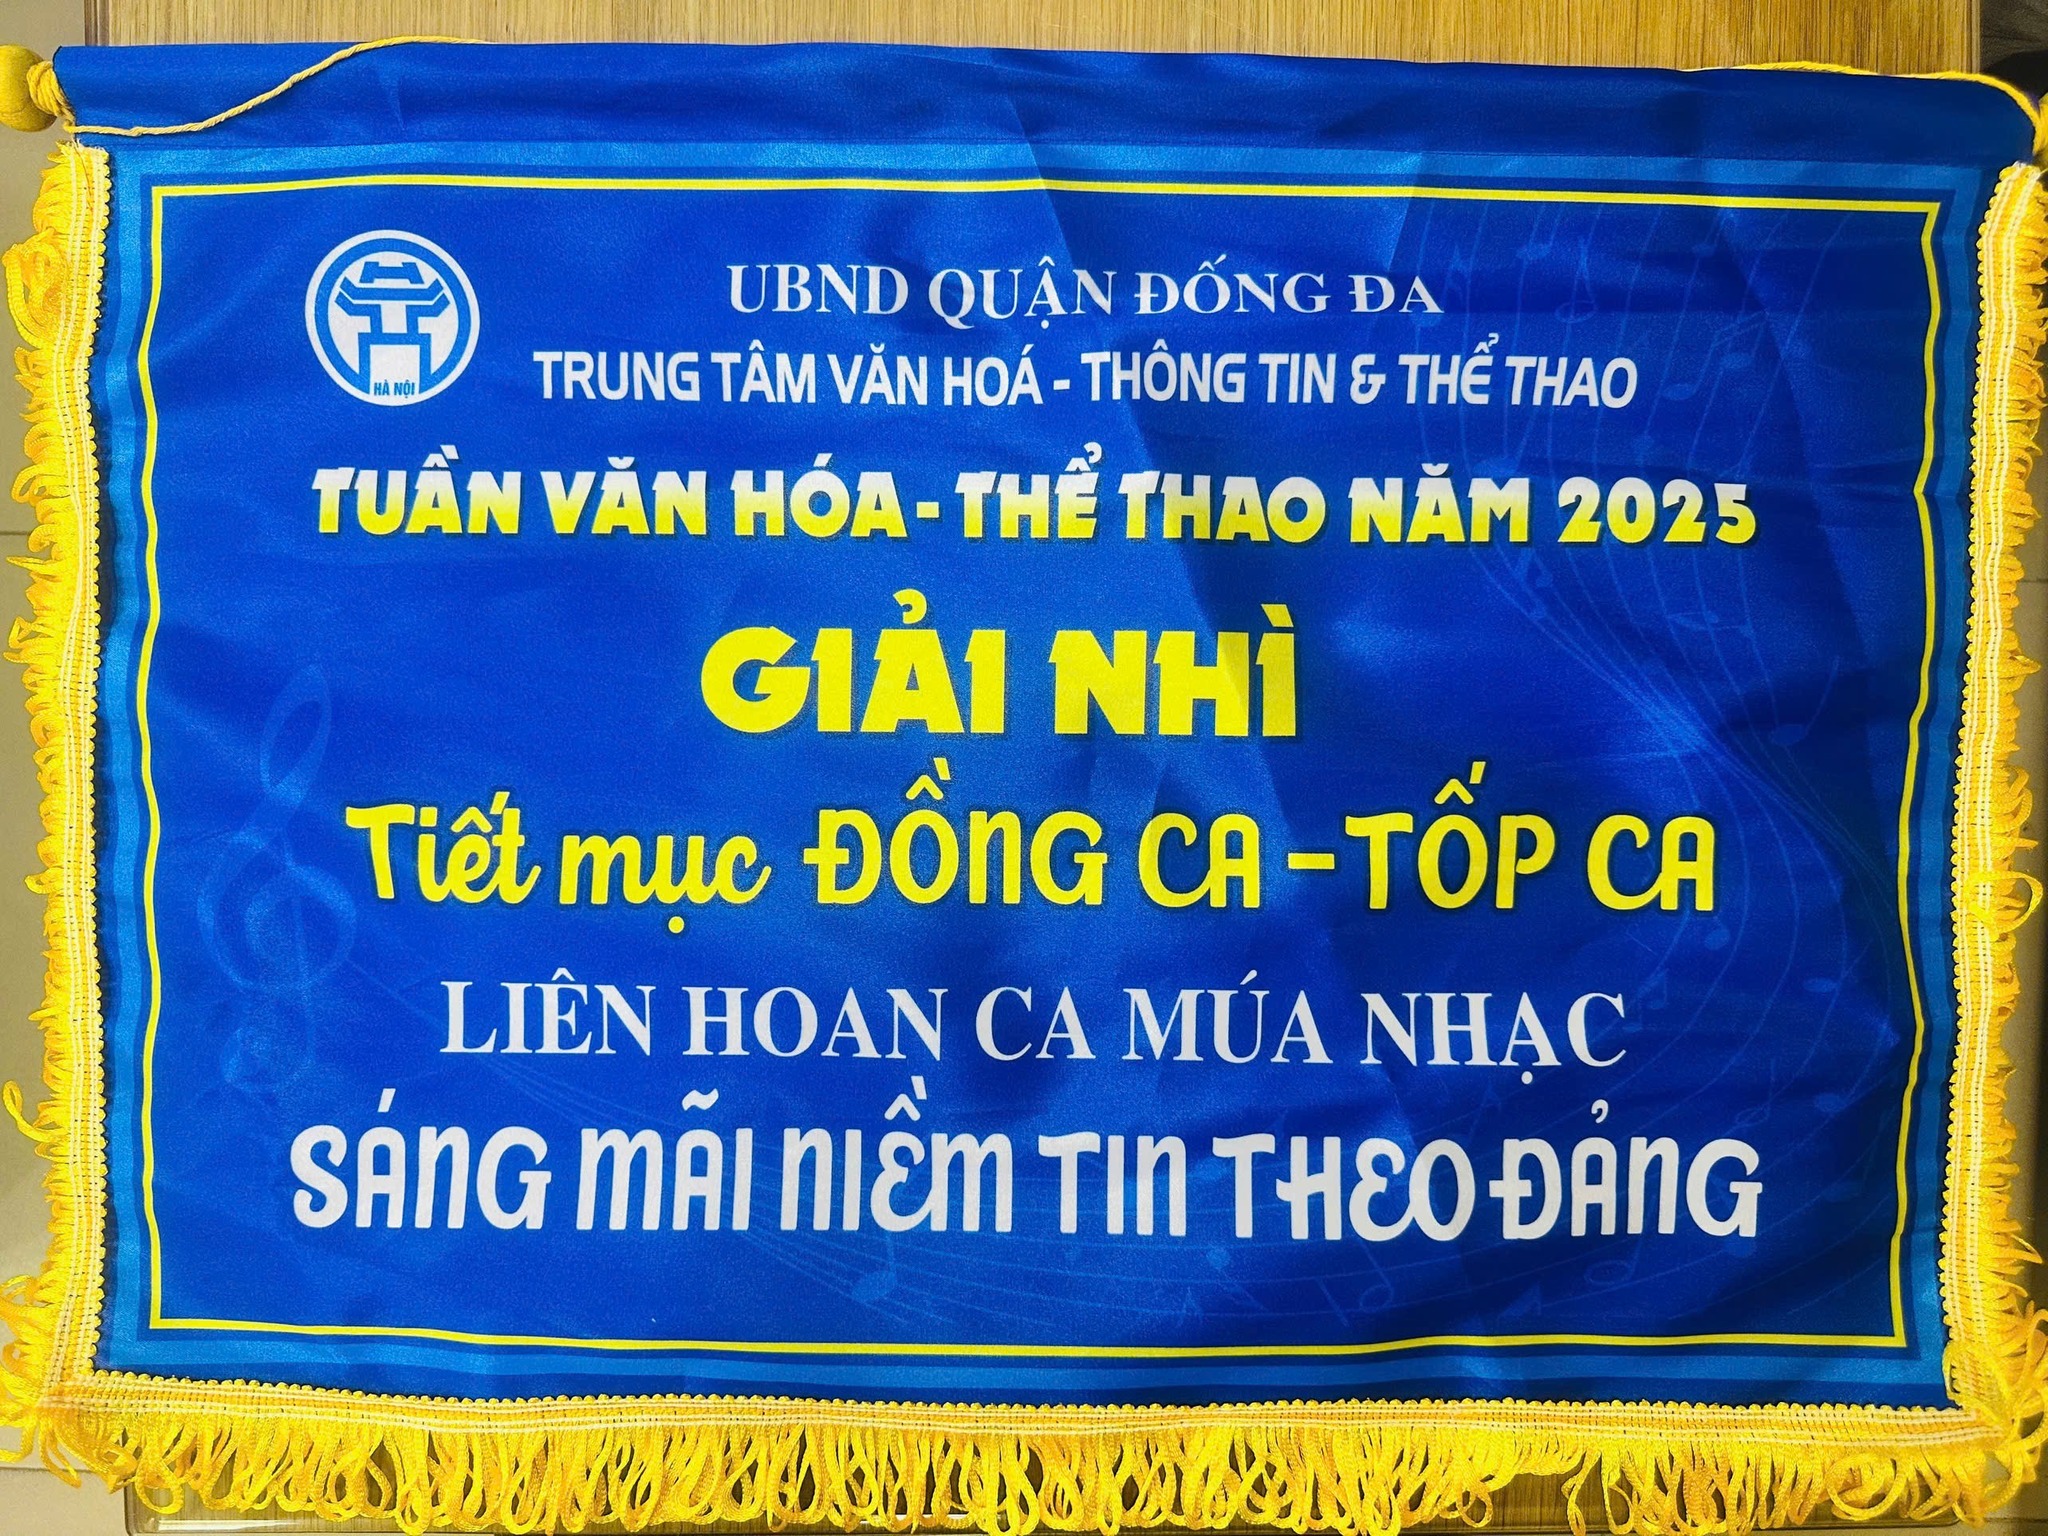 HÀ NỘI
UBND QUẬN ĐỐNG ĐA
TRUNG TÂM VĂN HOÁ - THÔNG TIN & THỂ THAO
TUẦN VĂN HÓA - THỂ THAO NĂM 2025
GIẢI NHÌ
Tiết mục ĐỒNG CA - TỐP CA
LIÊN HOAN CA MÚA NHẠC
SÁNG MÃI NIỀM TIN THEO ĐẢNG